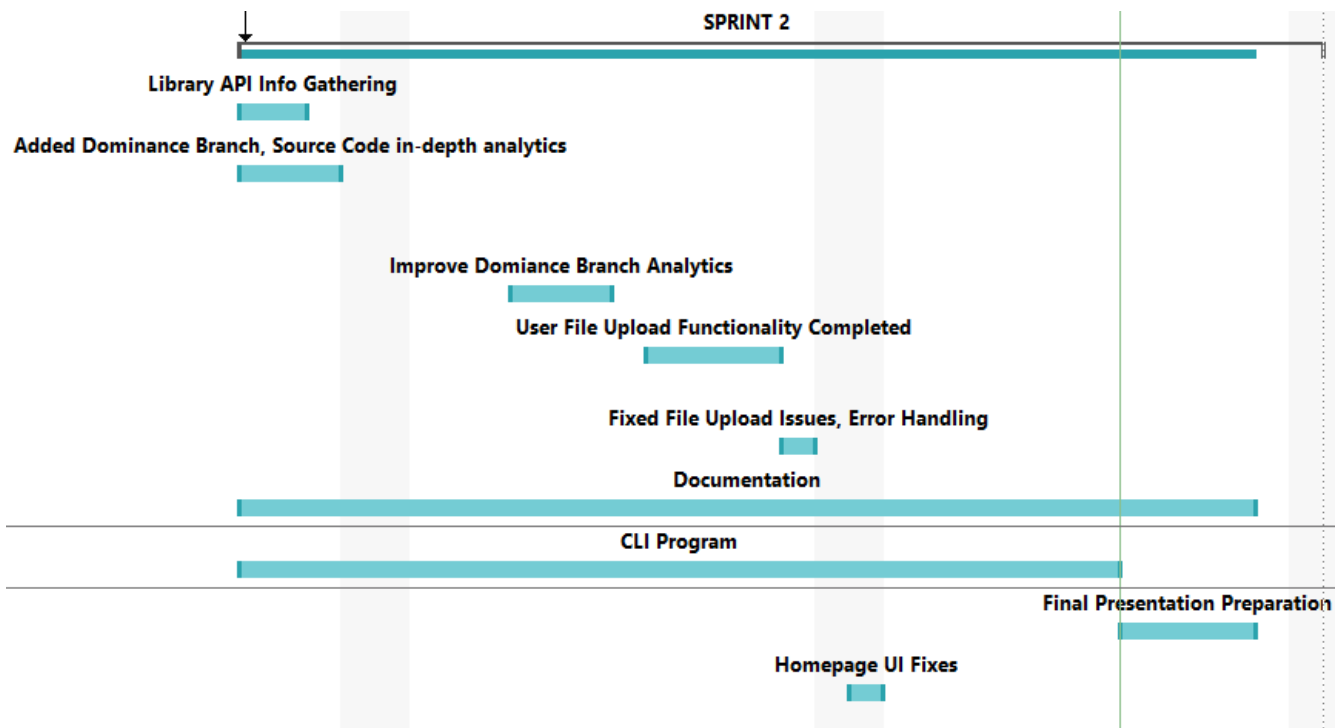 SPRINT 2
Library API Info Gathering
Added Dominance Branch, Source Code in-depth analytics
Improve Domiance Branch Analytics
User File Upload Functionality Completed
Fixed File Upload Issues, Error Handling
Documentation
CLI Program
Final Presentation Preparation
Homepage UI Fixes